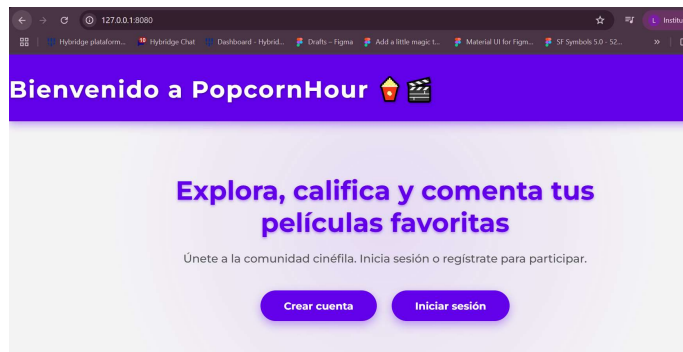 127.0.0.1:8080
L Institu
Hybridge plataform...
Hybridge Chat
Dashboard - Hybrid...
Drafts – Figma
Add a little magic t...
Material UI for Figm...
SF Symbols 5.0 - 52...
»
Bienvenido a PopcornHour 🍿🎬
Explora, califica y comenta tus
películas favoritas
Únete a la comunidad cinéfila. Inicia sesión o regístrate para participar.
Crear cuenta
Iniciar sesión